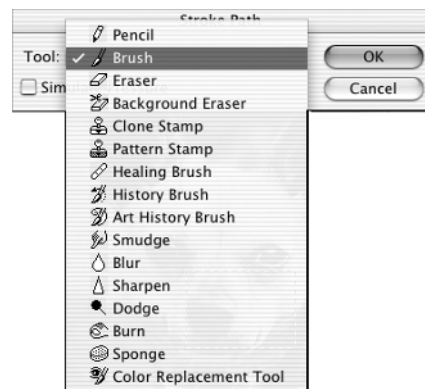 Stroke Path
Tool:
Pencil
Brush
Eraser
Background Eraser
Clone Stamp
Pattern Stamp
Healing Brush
History Brush
Art History Brush
Smudge
Blur
Sharpen
Dodge
Burn
Sponge
Color Replacement Tool
OK
Cancel